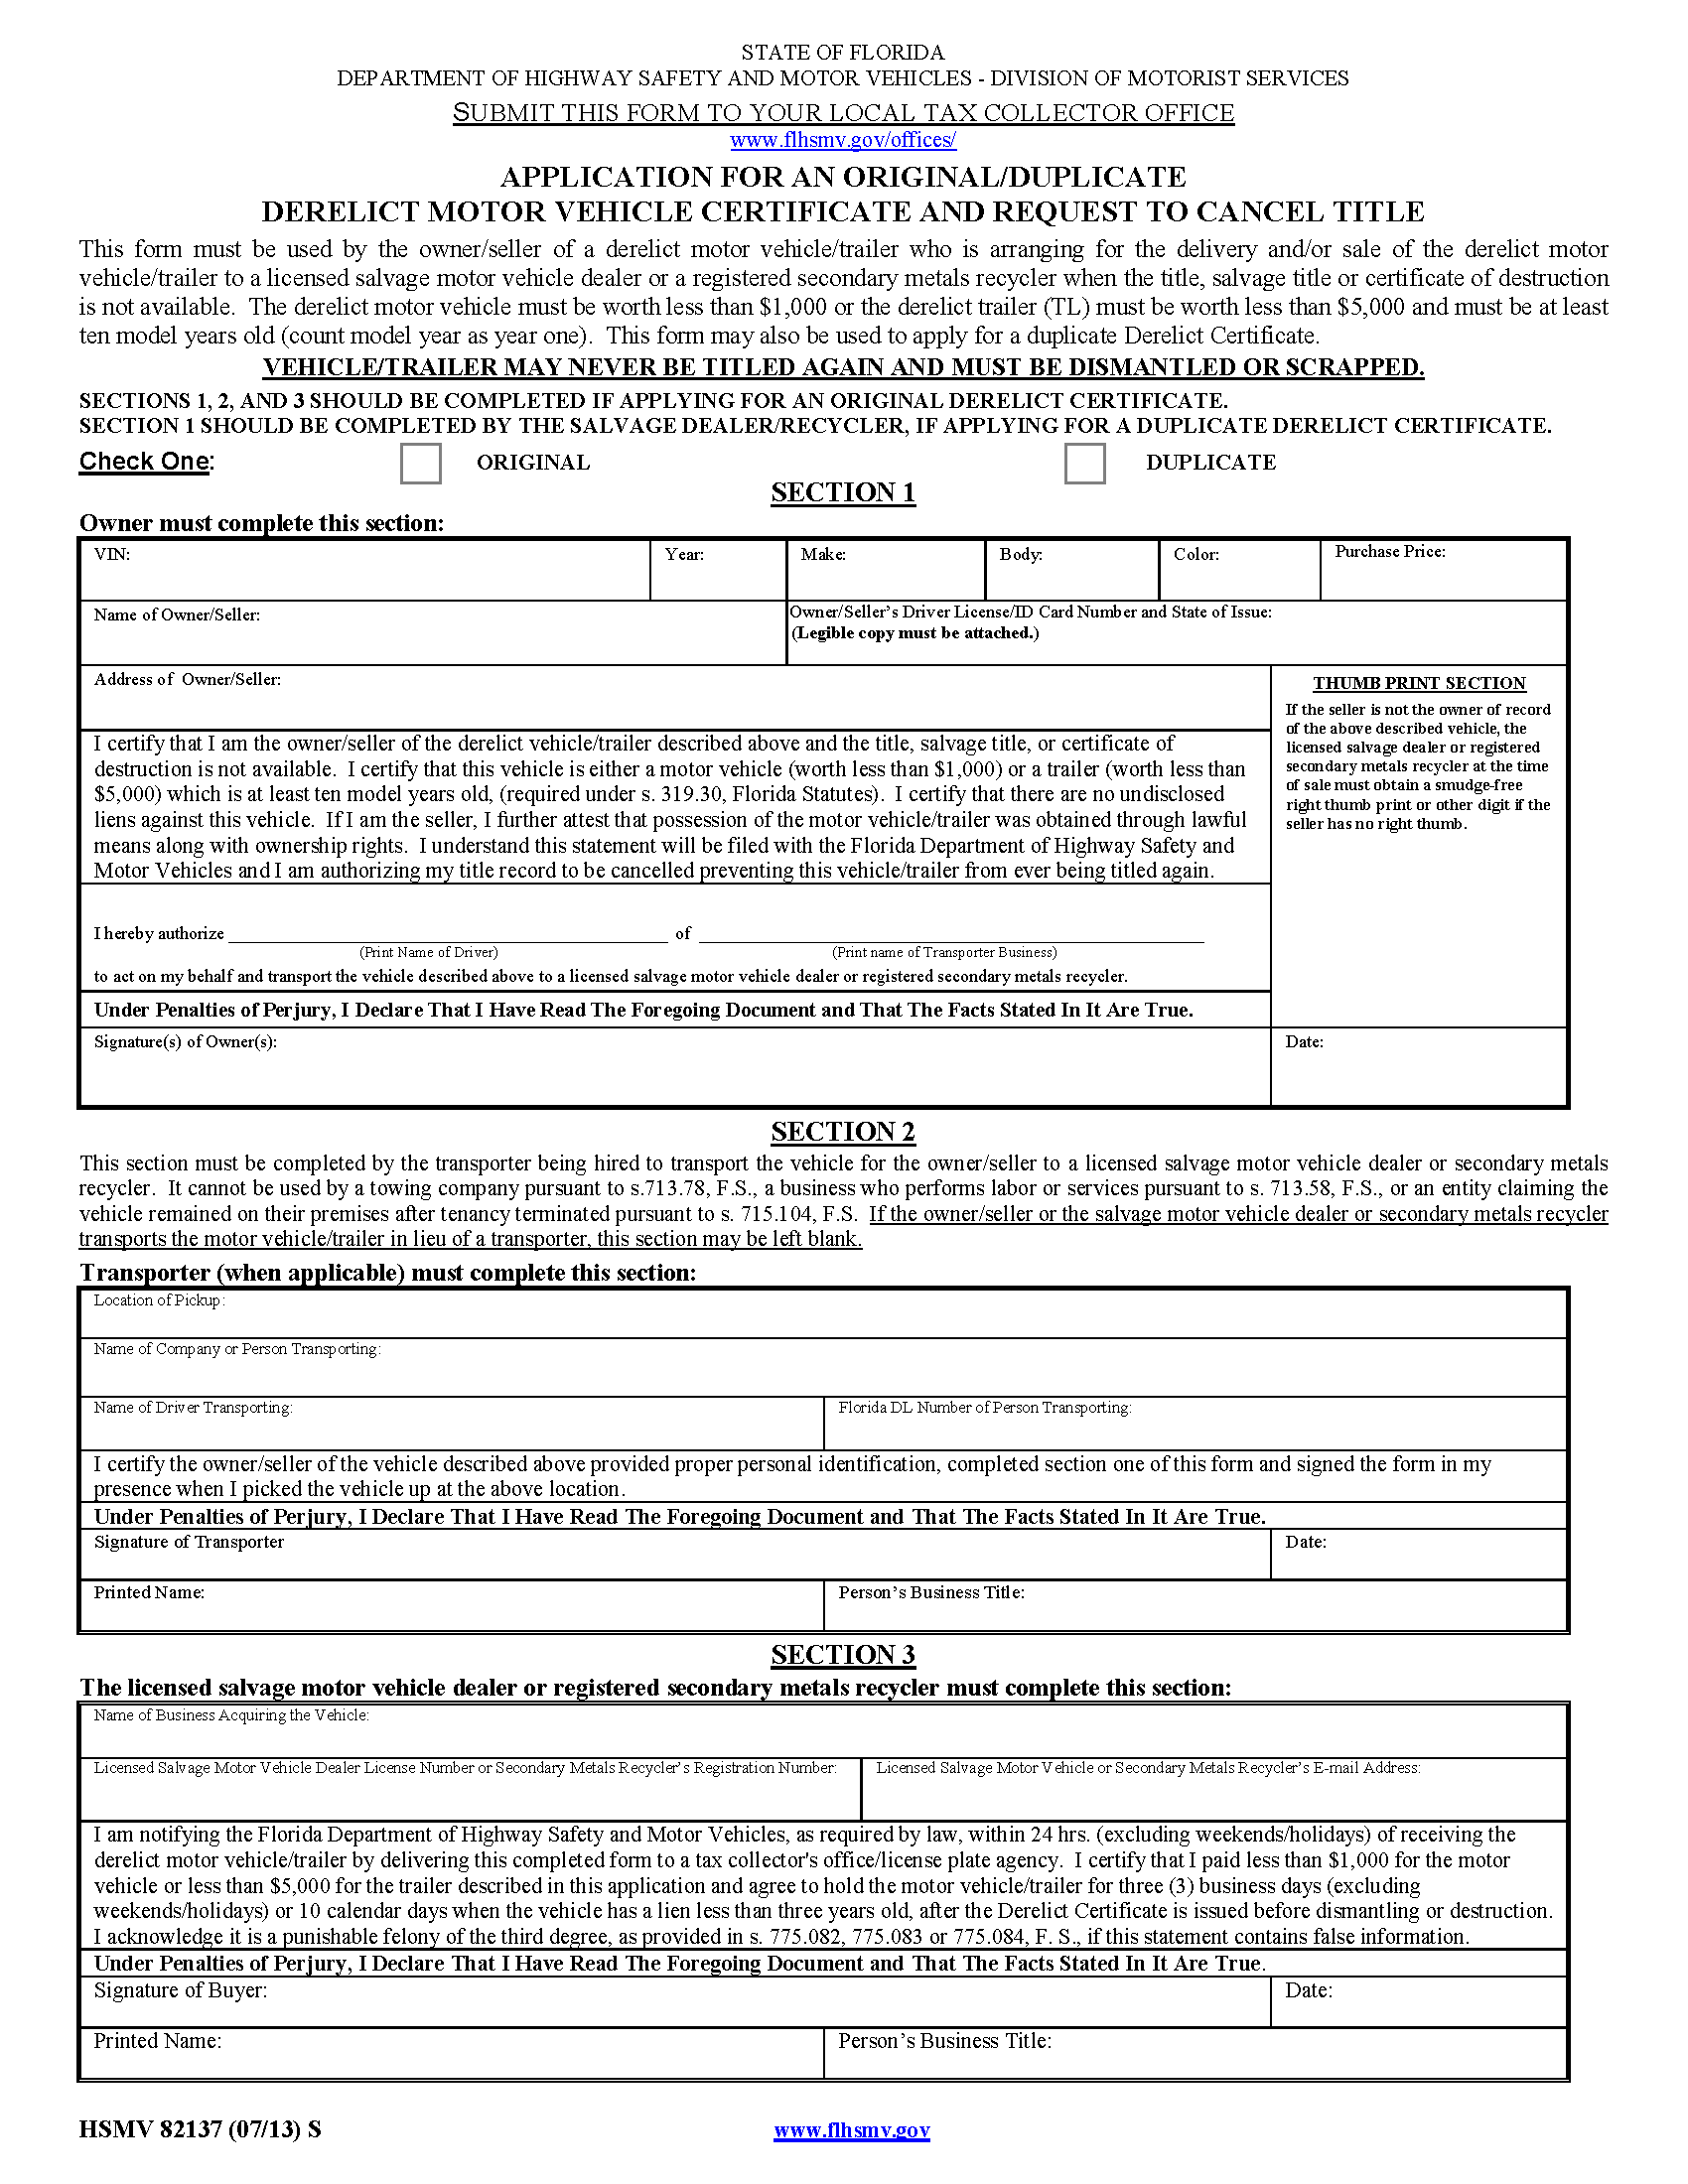 STATE OF FLORIDA
DEPARTMENT OF HIGHWAY SAFETY AND MOTOR VEHICLES - DIVISION OF MOTORIST SERVICES
SUBMIT THIS FORM TO YOUR LOCAL TAX COLLECTOR OFFICE
www.flhsmv.gov/offices/
APPLICATION FOR AN ORIGINAL/DUPLICATE
DERELICT MOTOR VEHICLE CERTIFICATE AND REQUEST TO CANCEL TITLE
This form must be used by the owner/seller of a derelict motor vehicle/trailer who is arranging for the delivery and/or sale of the derelict motor
vehicle/trailer to a licensed salvage motor vehicle dealer or a registered secondary metals recycler when the title, salvage title or certificate of destruction
is not available. The derelict motor vehicle must be worth less than $1,000 or the derelict trailer (TL) must be worth less than $5,000 and must be at least
ten model years old (count model year as year one). This form may also be used to apply for a duplicate Derelict Certificate.
VEHICLE/TRAILER MAY NEVER BE TITLED AGAIN AND MUST BE DISMANTLED OR SCRAPPED.
SECTIONS 1, 2, AND 3 SHOULD BE COMPLETED IF APPLYING FOR AN ORIGINAL DERELICT CERTIFICATE.
SECTION 1 SHOULD BE COMPLETED BY THE SALVAGE DEALER/RECYCLER, IF APPLYING FOR A DUPLICATE DERELICT CERTIFICATE.
Check One: ORIGINAL DUPLICATE
SECTION 1
Owner must complete this section:
VIN: Year: Make: Body: Color: Purchase Price:
Name of Owner/Seller: Owner/Seller's Driver License/ID Card Number and State of Issue:
(Legible copy must be attached.)
Address of Owner/Seller:
THUMB PRINT SECTION
If the seller is not the owner of record
of the above described vehicle, the
licensed salvage dealer or registered
secondary metals recycler at the time
of sale must obtain a smudge-free
right thumb print or other digit if the
seller has no right thumb.
I certify that I am the owner/seller of the derelict vehicle/trailer described above and the title, salvage title, or certificate of
destruction is not available. I certify that this vehicle is either a motor vehicle (worth less than $1,000) or a trailer (worth less than
$5,000) which is at least ten model years old, (required under s. 319.30, Florida Statutes). I certify that there are no undisclosed
liens against this vehicle. If I am the seller, I further attest that possession of the motor vehicle/trailer was obtained through lawful
means along with ownership rights. I understand this statement will be filed with the Florida Department of Highway Safety and
Motor Vehicles and I am authorizing my title record to be cancelled preventing this vehicle/trailer from ever being titled again.
I hereby authorize ______ of ______
(Print Name of Driver) (Print name of Transporter Business)
to act on my behalf and transport the vehicle described above to a licensed salvage motor vehicle dealer or registered secondary metals recycler.
Under Penalties of Perjury, I Declare That I Have Read The Foregoing Document and That The Facts Stated In It Are True.
Signature(s) of Owner(s): Date:
SECTION 2
This section must be completed by the transporter being hired to transport the vehicle for the owner/seller to a licensed salvage motor vehicle dealer or secondary metals
recycler. It cannot be used by a towing company pursuant to s.713.78, F.S., a business who performs labor or services pursuant to s. 713.58, F.S., or an entity claiming the
vehicle remained on their premises after tenancy terminated pursuant to s. 715.104, F.S. If the owner/seller or the salvage motor vehicle dealer or secondary metals recycler
transports the motor vehicle/trailer in lieu of a transporter, this section may be left blank.
Transporter (when applicable) must complete this section:
Location of Pickup:
Name of Company or Person Transporting:
Name of Driver Transporting: Florida DL Number of Person Transporting:
I certify the owner/seller of the vehicle described above provided proper personal identification, completed section one of this form and signed the form in my
presence when I picked the vehicle up at the above location.
Under Penalties of Perjury, I Declare That I Have Read The Foregoing Document and That The Facts Stated In It Are True.
Signature of Transporter Date:
Printed Name: Person's Business Title:
SECTION 3
The licensed salvage motor vehicle dealer or registered secondary metals recycler must complete this section:
Name of Business Acquiring the Vehicle:
Licensed Salvage Motor Vehicle Dealer License Number or Secondary Metals Recycler's Registration Number: Licensed Salvage Motor Vehicle or Secondary Metals Recycler's E-mail Address:
I am notifying the Florida Department of Highway Safety and Motor Vehicles, as required by law, within 24 hrs. (excluding weekends/holidays) of receiving the
derelict motor vehicle/trailer by delivering this completed form to a tax collector's office/license plate agency. I certify that I paid less than $1,000 for the motor
vehicle or less than $5,000 for the trailer described in this application and agree to hold the motor vehicle/trailer for three (3) business days (excluding
weekends/holidays) or 10 calendar days when the vehicle has a lien less than three years old, after the Derelict Certificate is issued before dismantling or destruction.
I acknowledge it is a punishable felony of the third degree, as provided in s. 775.082, 775.083 or 775.084, F. S., if this statement contains false information.
Under Penalties of Perjury, I Declare That I Have Read The Foregoing Document and That The Facts Stated In It Are True.
Signature of Buyer: Date:
Printed Name: Person's Business Title:
HSMV 82137 (07/13) S www.flhsmv.gov